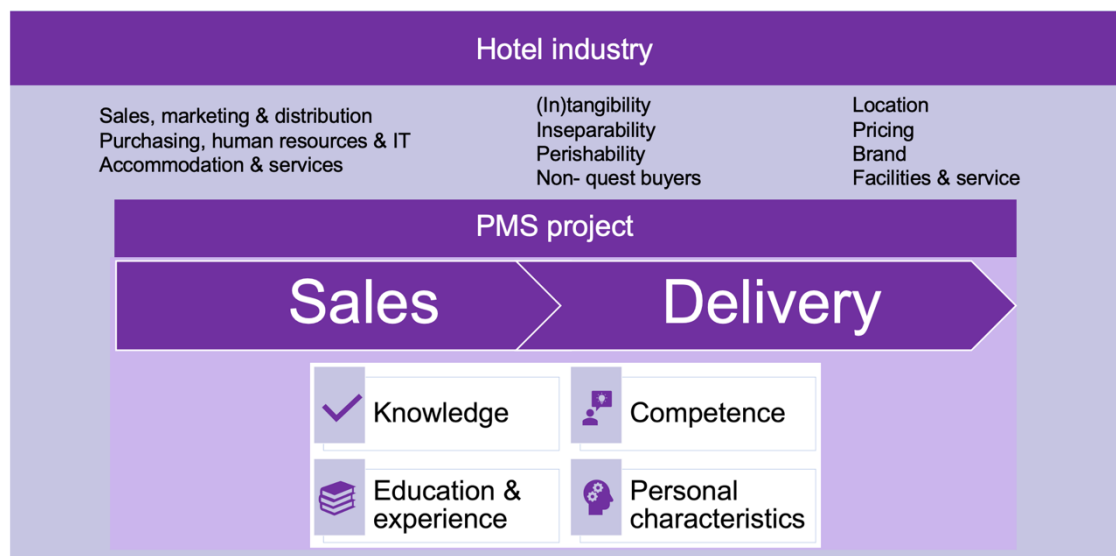 Hotel industry
Sales, marketing & distribution
Purchasing, human resources & IT
Accommodation & services
(In)tangibility
Inseparability
Perishability
Non- quest buyers
Location
Pricing
Brand
Facilities & service
PMS project
Sales
Delivery
Knowledge
Competence
Education &
experience
Personal
characteristics